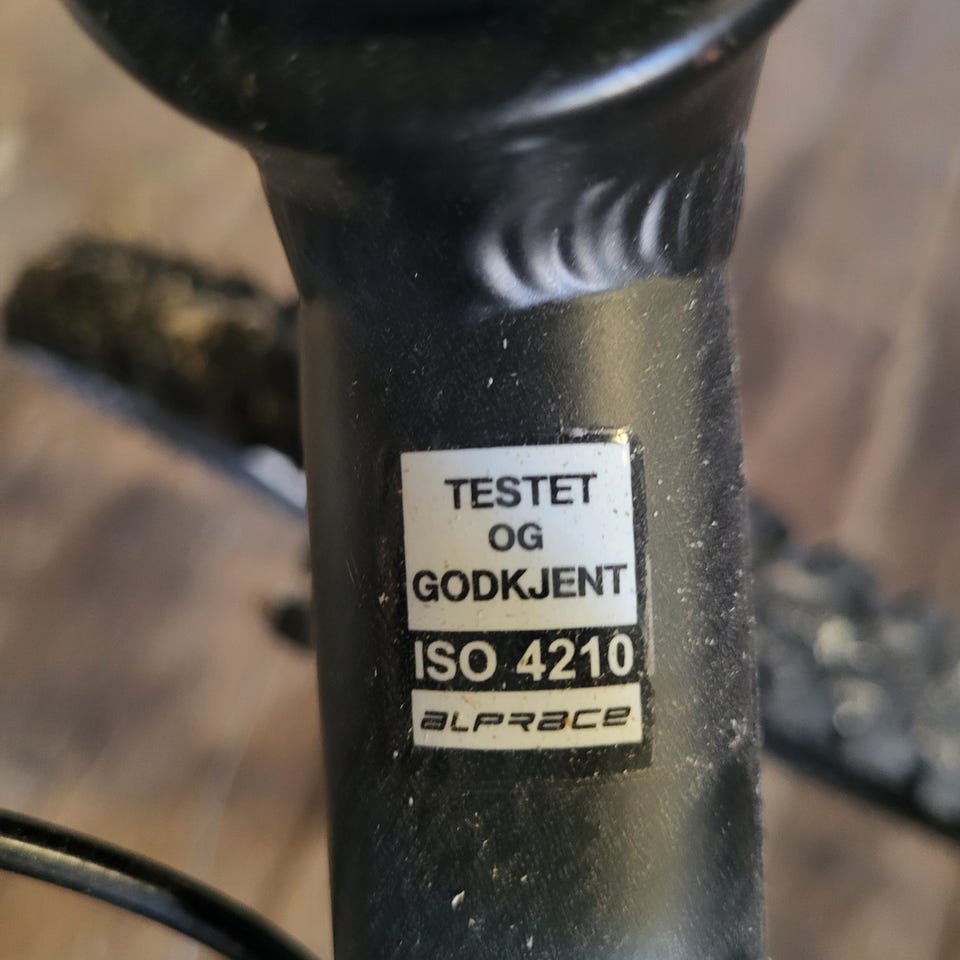 TESTET
OG
GODKJENT
ISO 4210
ALPRACE